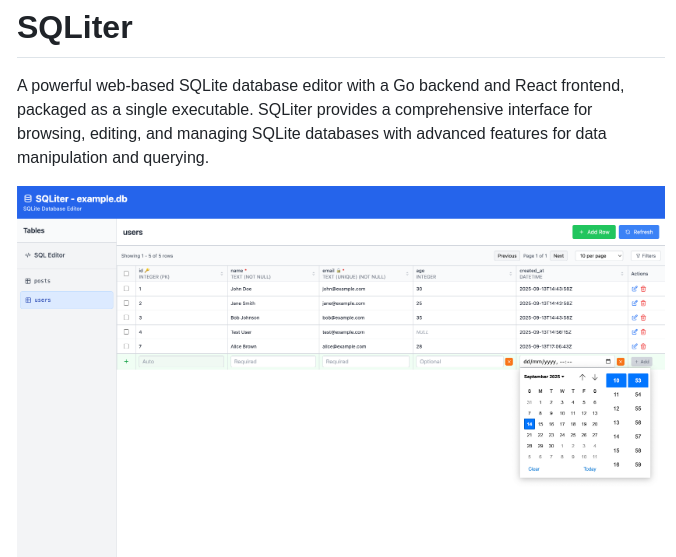 SQLiter
A powerful web-based SQLite database editor with a Go backend and React frontend,
packaged as a single executable. SQLiter provides a comprehensive interface for
browsing, editing, and managing SQLite databases with advanced features for data
manipulation and querying.
SQLiter - example.db
SQLite Database Editor
Tables
SQL Editor
posts
users
users
+ Add Row
Refresh
Showing 1 - 5 of 5 rows
Previous Page 1 of 1 Next
10 per page
Filters
id name * email * age created_at Actions
INTEGER (PK) TEXT (NOT NULL) TEXT (UNIQUE) (NOT NULL) INTEGER DATETIME
1 John Doe john@example.com 30 2025-09-13T14:43:58Z
2 Jane Smith jane@example.com 25 2025-09-13T14:43:58Z
3 Bob Johnson bob@example.com 35 2025-09-13T14:43:58Z
4 Test User test@example.com NULL
7 Alice Brown alice@example.com 28 2025-09-13T17:06:43Z
+ Auto Required Required Optional dd/mm/yyyy, --:-- + Add
September 2025 10 53
S M T W T F S 11 54
31 1 2 3 4 5 6 12 55
7 8 9 10 11 12 13 13 56
14 15 16 17 18 19 20 14 57
21 22 23 24 25 26 27 15 58
28 29 30 1 2 3 4 16 59
5 6 7 8 9 10 11
Clear Today